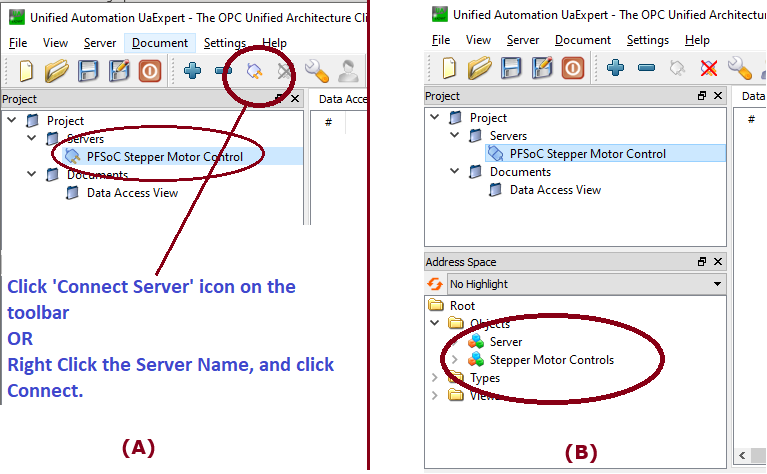 Unified Automation UaExpert - The OPC Unified Architecture Cli
File View Server Document Settings Help
Project
Data Acce
Project
#
Servers
PFSoC Stepper Motor Control
Documents
Data Access View
Click 'Connect Server' icon on the
toolbar
OR
Right Click the Server Name, and click
Connect.
(A)
Unified Automation UaExpert - The OPC Unified Architectur
File View Server Document Settings Help
Project
Data A
Project
#
Servers
PFSoC Stepper Motor Control
Documents
Data Access View
Address Space
No Highlight
Root
Objects
Server
Stepper Motor Controls
Types
Views
(B)